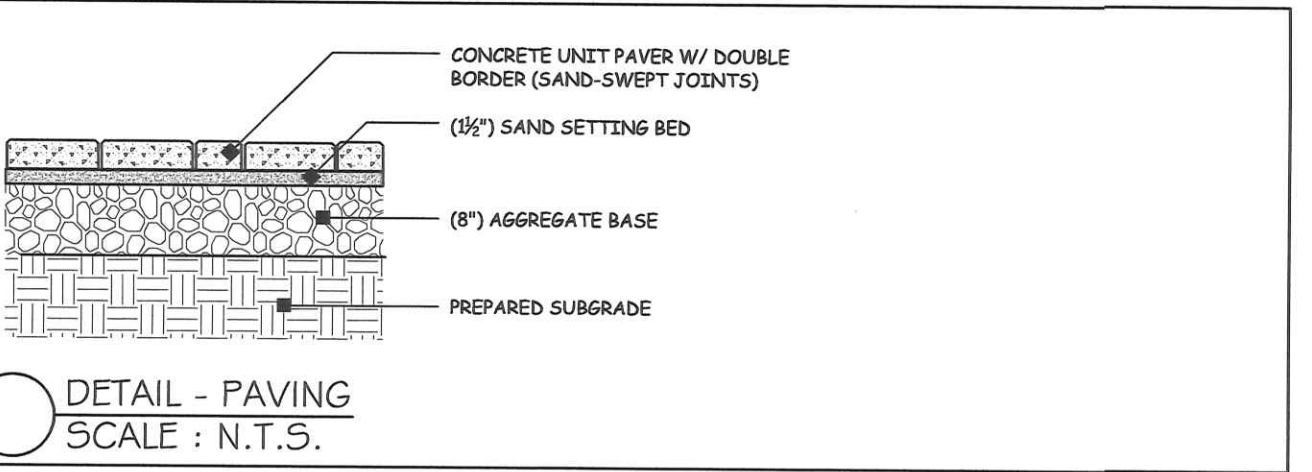 CONCRETE UNIT PAVER W/ DOUBLE
BORDER (SAND-SWEPT JOINTS)
(1½") SAND SETTING BED
(8") AGGREGATE BASE
PREPARED SUBGRADE
DETAIL - PAVING
SCALE : N.T.S.